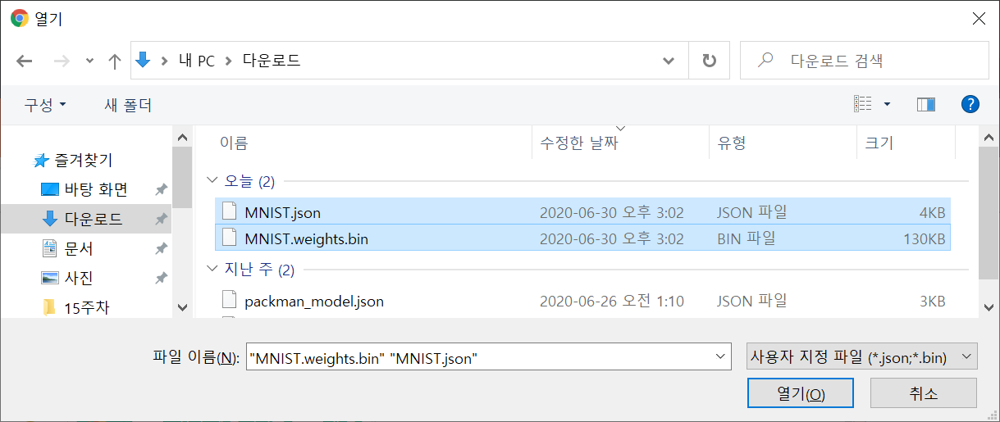 열기
내 PC 다운로드 다운로드 검색
구성 새 폴더
이름 수정한 날짜 유형 크기
즐겨찾기
바탕 화면
다운로드
문서
사진
15주차
오늘 (2)
MNIST.json 2020-06-30 오후 3:02 JSON 파일 4KB
MNIST.weights.bin 2020-06-30 오후 3:02 BIN 파일 130KB
지난 주 (2)
packman_model.json 2020-06-26 오전 1:10 JSON 파일 3KB
파일 이름(N): "MNIST.weights.bin" "MNIST.json" 사용자 지정 파일 (*.json;*.bin)
열기(O) 취소